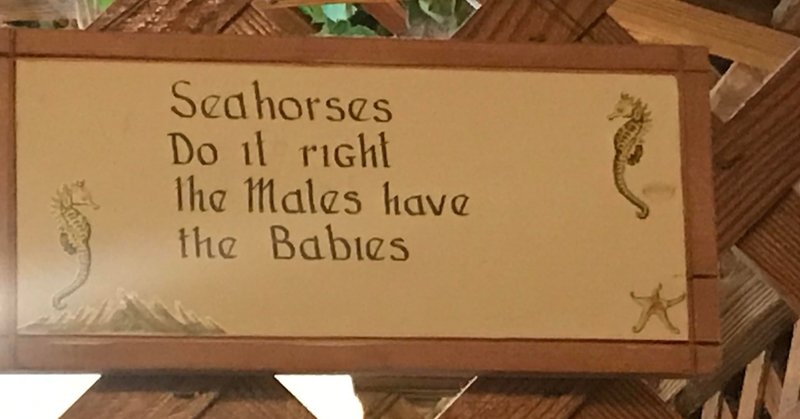 Seahorses
Do it right
the Males have
the Babies